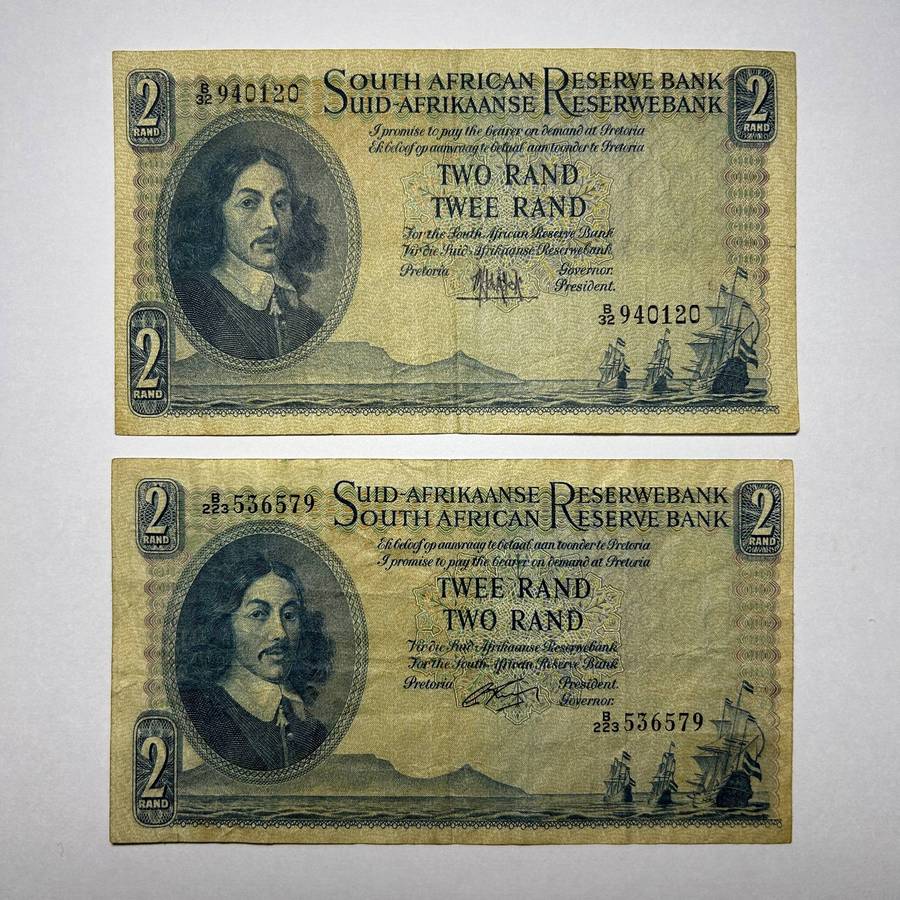 2 RAND
B/32 940120
SOUTH AFRICAN RESERVE BANK
SUID-AFRIKAANSE RESERWEBANK
2 RAND
I promise to pay the bearer on demand at Pretoria
Ek beloof op aanvraag te betaal aan toonder te Pretoria
TWO RAND
TWEE RAND
For the South African Reserve Bank
Vir die Suid-Afrikaanse Reserwebank
Pretoria Governor.
President.
B/32 940120
2 RAND
2 RAND
B/223 536579
SUID-AFRIKAANSE RESERWEBANK
SOUTH AFRICAN RESERVE BANK
2 RAND
Ek beloof op aanvraag te betaal aan toonder te Pretoria
I promise to pay the bearer on demand at Pretoria
TWEE RAND
TWO RAND
Vir die Suid-Afrikaanse Reserwebank
For the South African Reserve Bank
Pretoria President.
Governor.
B/223 536579
2 RAND